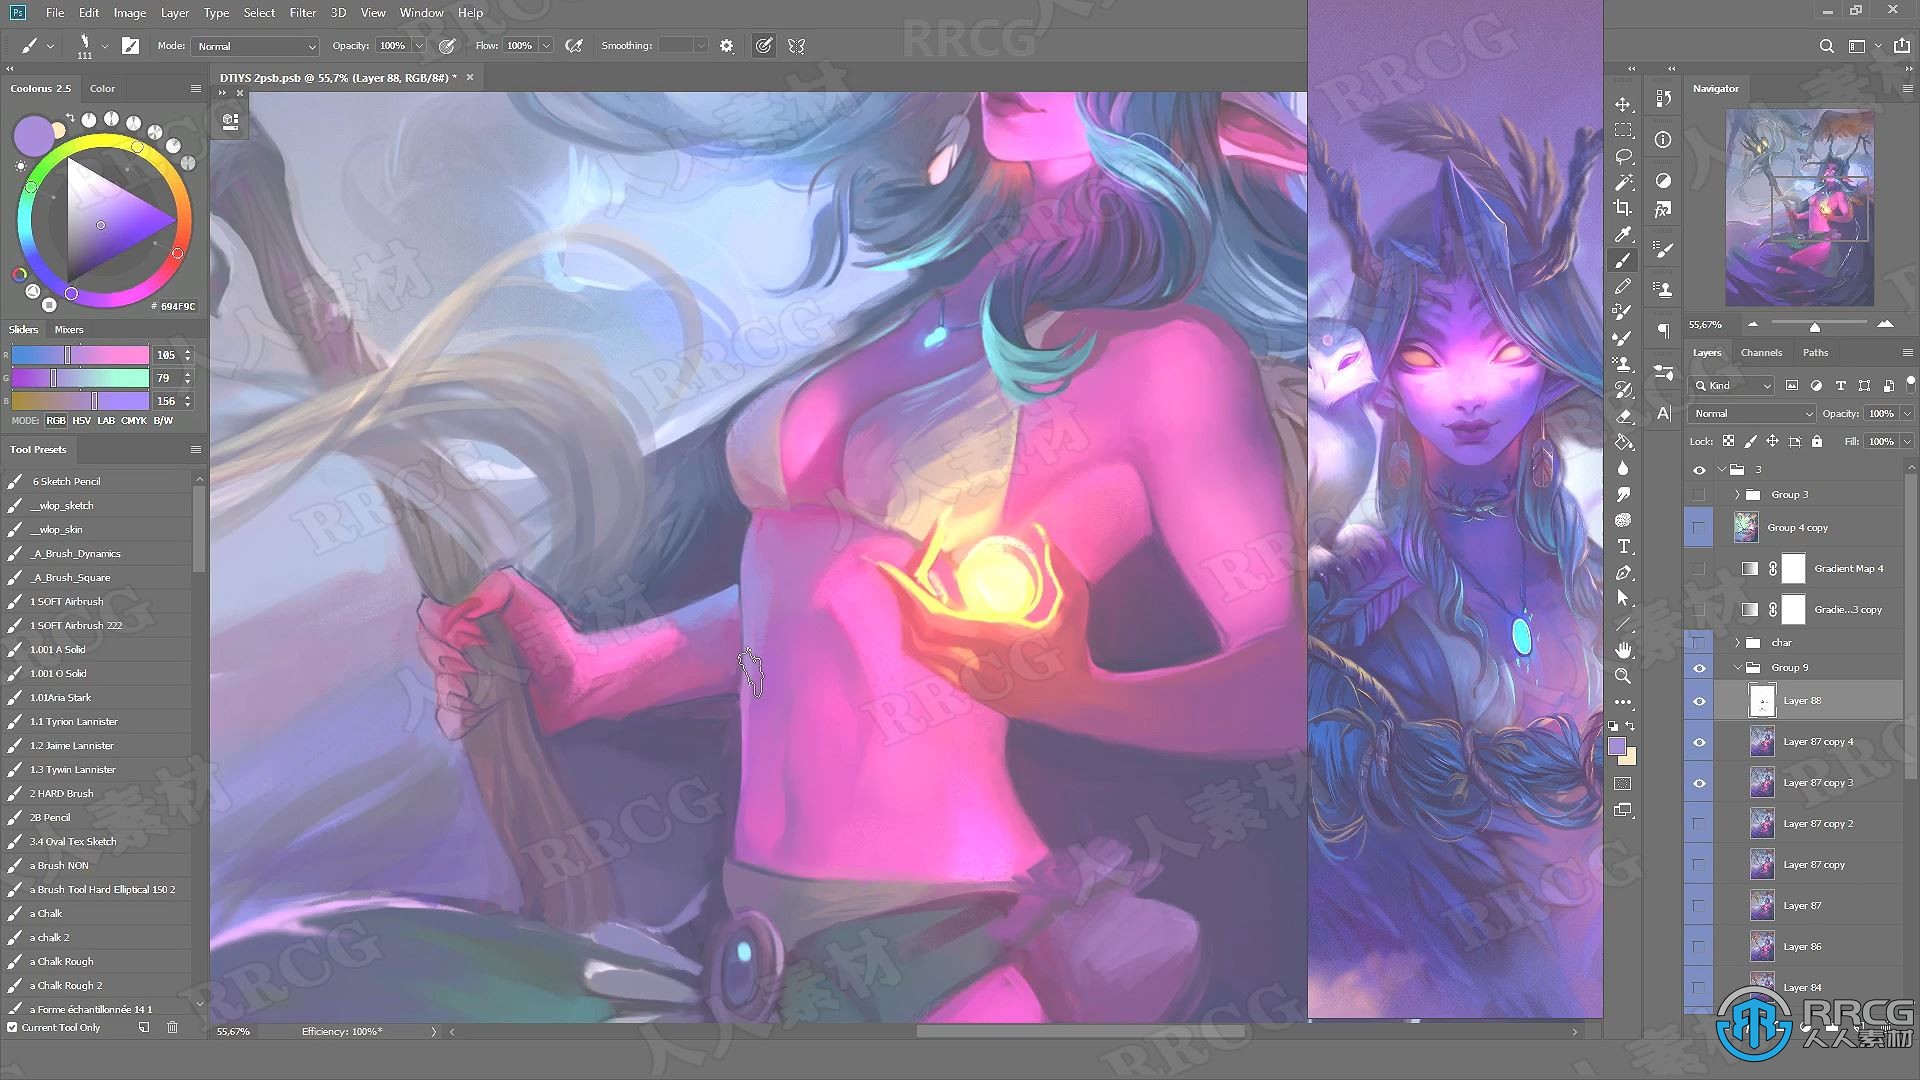 Ps File Edit Image Layer Type Select Filter 3D View Window Help
111 Mode: Normal Opacity: 100% Flow: 100% Smoothing:
DTIYS 2psb.psb @ 55,7% (Layer 88, RGB/8#) *
Coolorus 2.5 Color
# 694F9C
Sliders Mixers
R 105
G 79
B 156
MODE: RGB HSV LAB CMYK B/W
Tool Presets
6 Sketch Pencil
__wlop_sketch
__wlop_skin
_A_Brush_Dynamics
_A_Brush_Square
1 SOFT Airbrush
1 SOFT Airbrush 222
1.001 A Solid
1.003 O Solid
1.01Aria Stark
1.1 Tyrion Lannister
1.2 Jaime Lannister
1.3 Tywin Lannister
2 HARD Brush
2B Pencil
3.4 Oval Tex Sketch
a Brush NON
a Brush Tool Hard Elliptical 150 2
a Chalk
a chalk 2
a Chalk Rough
a Chalk Rough 2
a Forme échantillonnée 14 1
Current Tool Only
55,67% Efficiency: 100%*
Navigator
55,67%
Layers Channels Paths
Kind
Normal Opacity: 100%
Lock: Fill: 100%
3
Group 3
Group 4 copy
Gradient Map 4
Gradie...3 copy
char
Group 9
Layer 88
Layer 87 copy 4
Layer 87 copy 3
Layer 87 copy 2
Layer 87 copy
Layer 87
Layer 86
Layer 84
RRCG
人人素材